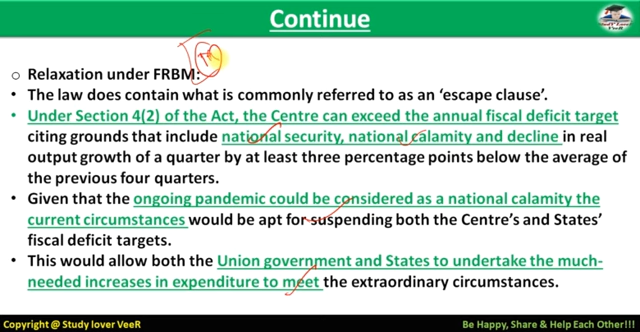 Continue
o Relaxation under FRBM:
• The law does contain what is commonly referred to as an ‘escape clause’.
• Under Section 4(2) of the Act, the Centre can exceed the annual fiscal deficit target
citing grounds that include national security, national calamity and decline in real
output growth of a quarter by at least three percentage points below the average of
the previous four quarters.
• Given that the ongoing pandemic could be considered as a national calamity the
current circumstances would be apt for suspending both the Centre’s and States’
fiscal deficit targets.
• This would allow both the Union government and States to undertake the much-
needed increases in expenditure to meet the extraordinary circumstances.
Copyright @ Study lover VeeR
Be Happy, Share & Help Each Other!!!